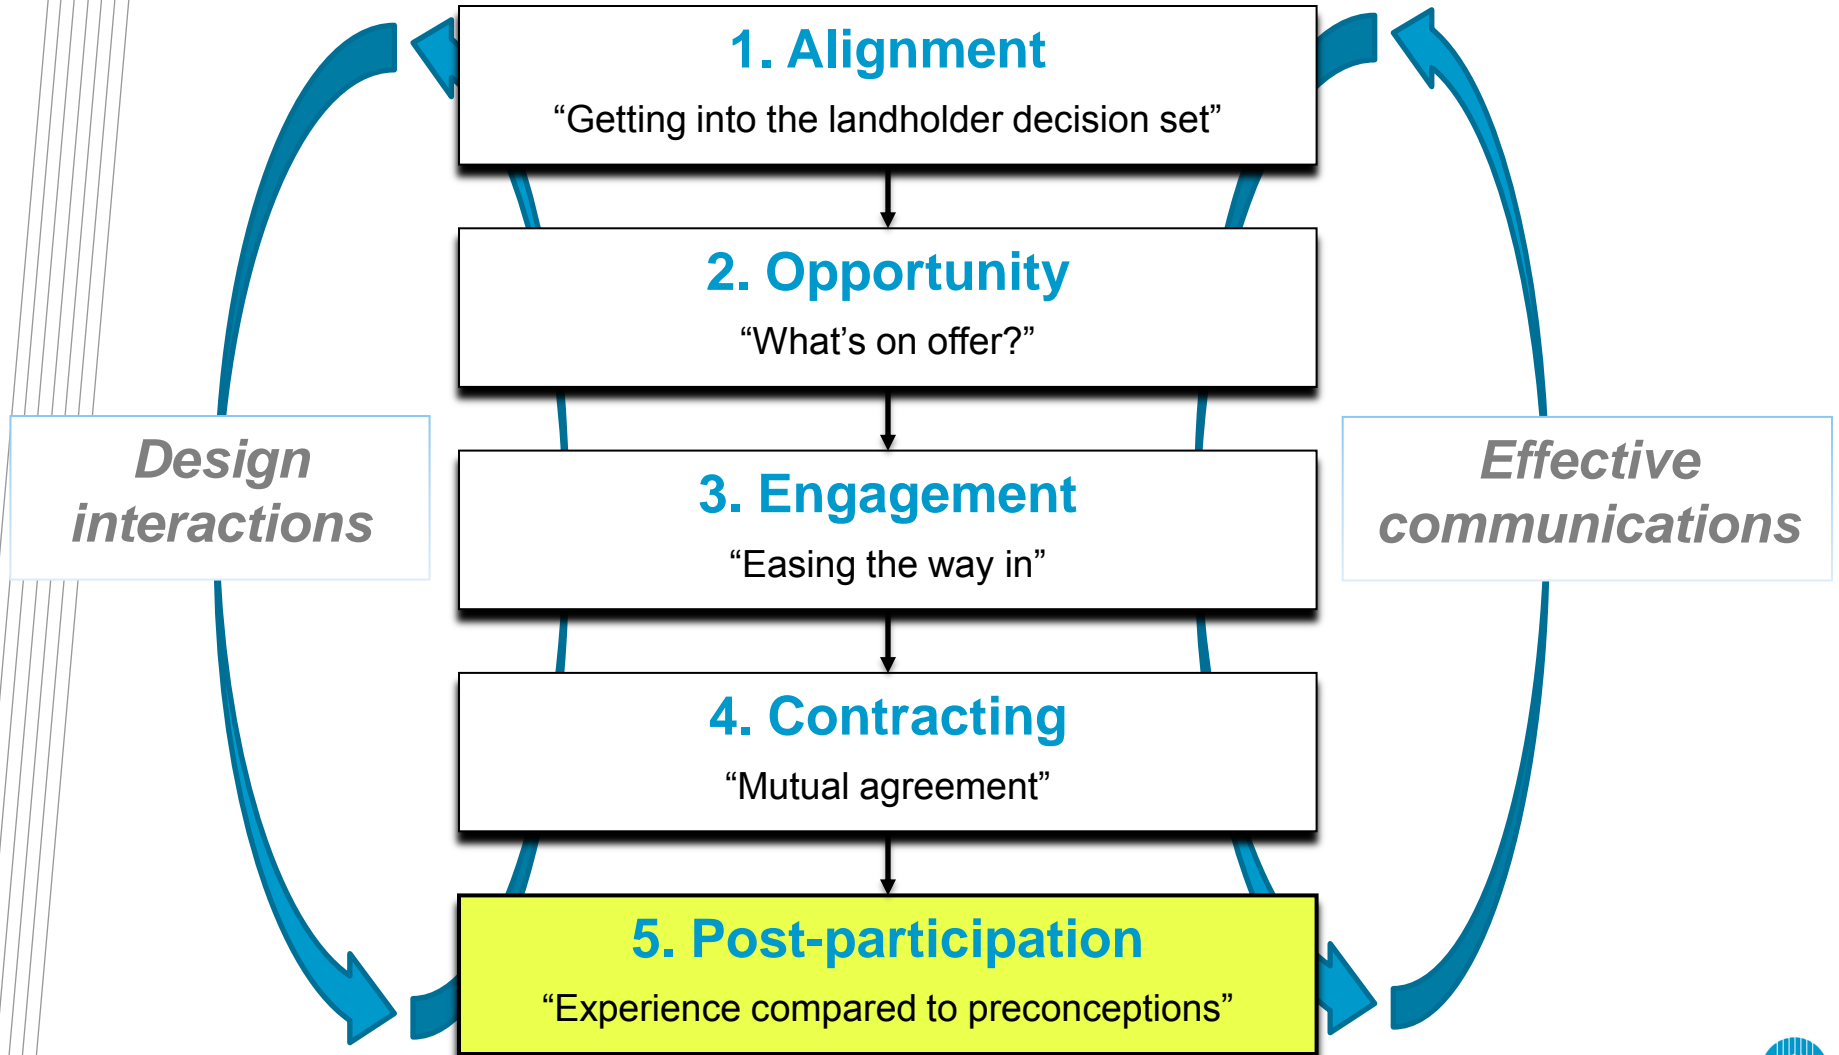 1. Alignment
“Getting into the landholder decision set”
2. Opportunity
“What’s on offer?”
Design
interactions
3. Engagement
“Easing the way in”
Effective
communications
4. Contracting
“Mutual agreement”
5. Post-participation
“Experience compared to preconceptions”